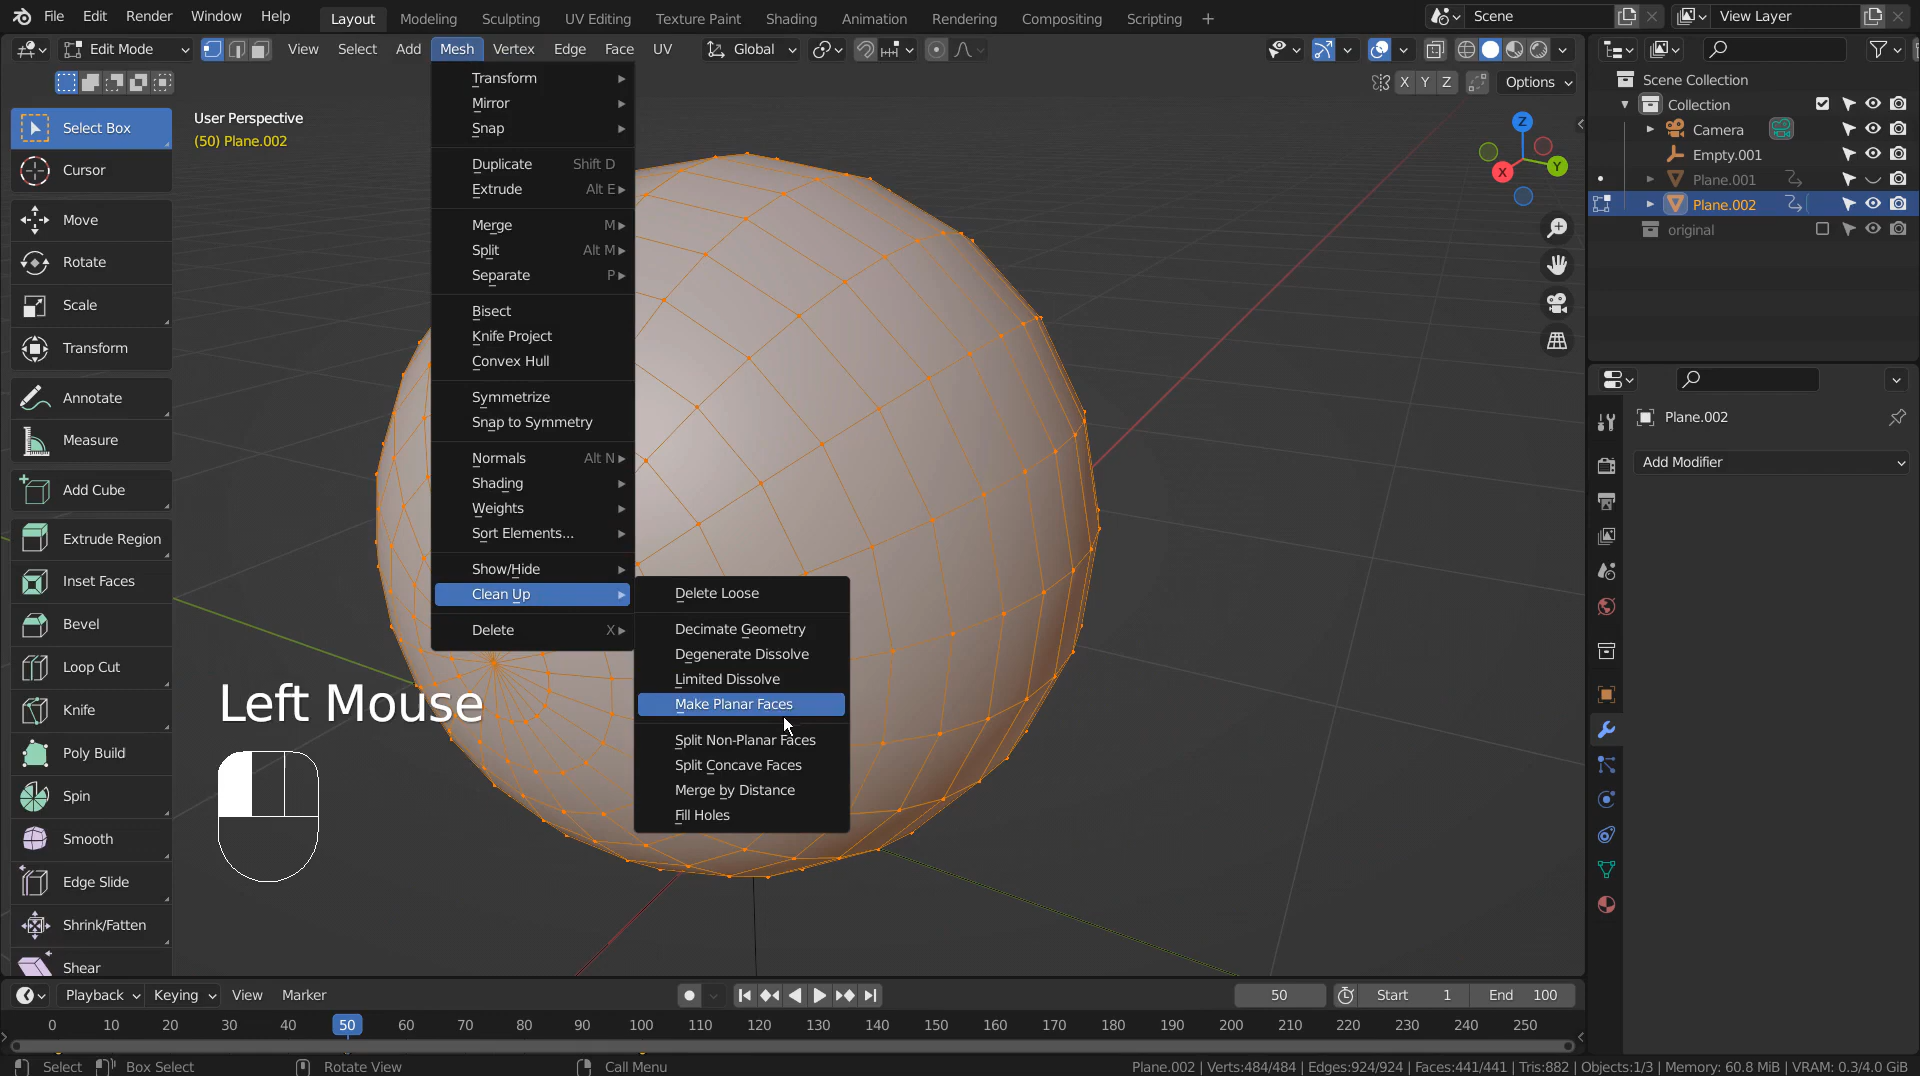 File Edit Render Window Help Layout Modeling Sculpting UV Editing Texture Paint Shading Animation Rendering Compositing Scripting + Scene View Layer
Edit Mode View Select Add Mesh Vertex Edge Face UV Global
X Y Z Options
Select Box
Cursor
Move
Rotate
Scale
Transform
Annotate
Measure
Add Cube
Extrude Region
Inset Faces
Bevel
Loop Cut
Knife
Poly Build
Spin
Smooth
Edge Slide
Shrink/Fatten
Shear
User Perspective
(50) Plane.002
Transform
Mirror
Snap
Duplicate Shift D
Extrude Alt E
Merge M
Split Alt M
Separate P
Bisect
Knife Project
Convex Hull
Symmetrize
Snap to Symmetry
Normals Alt N
Shading
Weights
Sort Elements...
Show/Hide
Clean Up
Delete X
Delete Loose
Decimate Geometry
Degenerate Dissolve
Limited Dissolve
Make Planar Faces
Split Non-Planar Faces
Split Concave Faces
Merge by Distance
Fill Holes
Left Mouse
Z
Y
X
Scene Collection
Collection
Camera
Empty.001
Plane.001
Plane.002
original
Plane.002
Add Modifier
Playback Keying View Marker 50 Start 1 End 100
0 10 20 30 40 50 60 70 80 90 100 110 120 130 140 150 160 170 180 190 200 210 220 230 240 250
Select Box Select Rotate View Call Menu Plane.002 | Verts:484/484 | Edges:924/924 | Faces:441/441 | Tris:882 | Objects:1/3 | Memory: 60.8 MiB | VRAM: 0.3/4.0 GiB